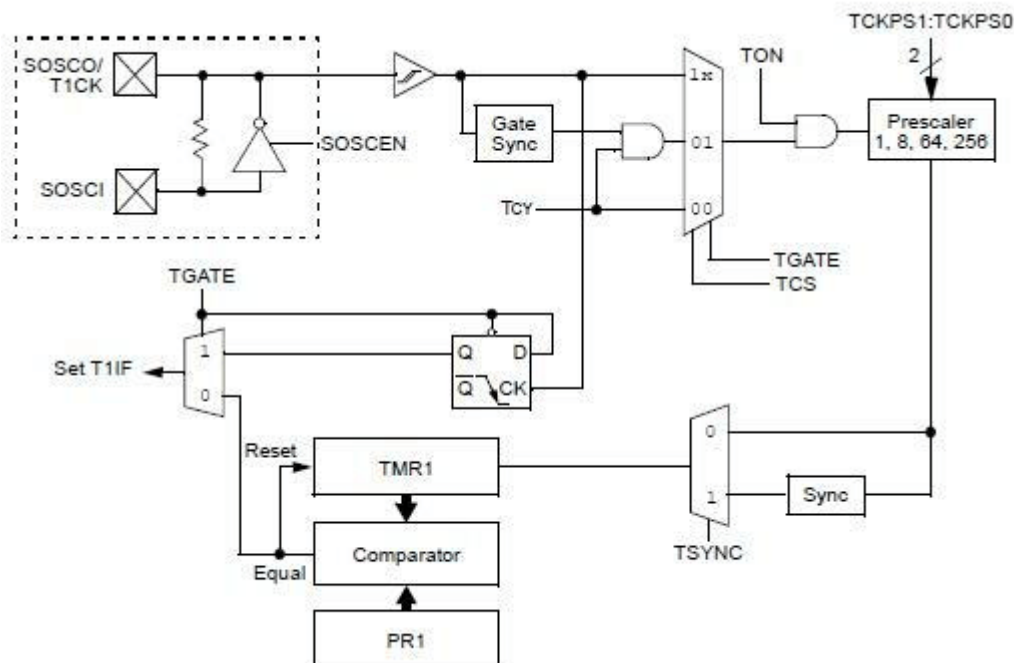 TCKPS1:TCKPS0
SOSCO/
T1CK
2
TON
1x
Gate
Sync
Prescaler
1, 8, 64, 256
SOSCEN
01
SOSCI
TCY
00
TGATE
TCS
TGATE
1
Q
D
Set T1IF
Q
CK
0
0
Reset
TMR1
1
Sync
TSYNC
Comparator
Equal
PR1